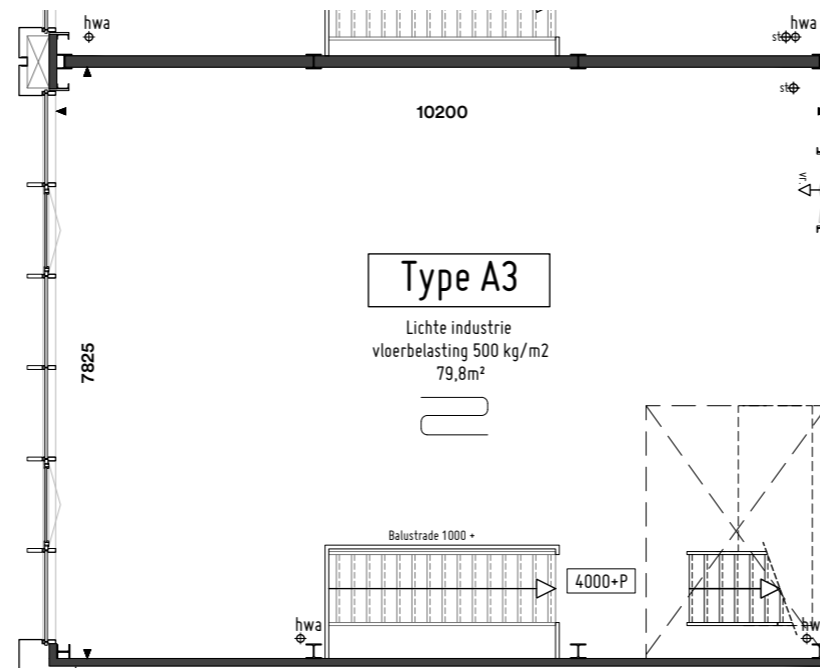 hwa
st
hwa
st
10200
vr.
Type A3
Lichte industrie
vloerbelasting 500 kg/m2
79,8m²
7825
Balustrade 1000 +
4000+P
hwa
hw